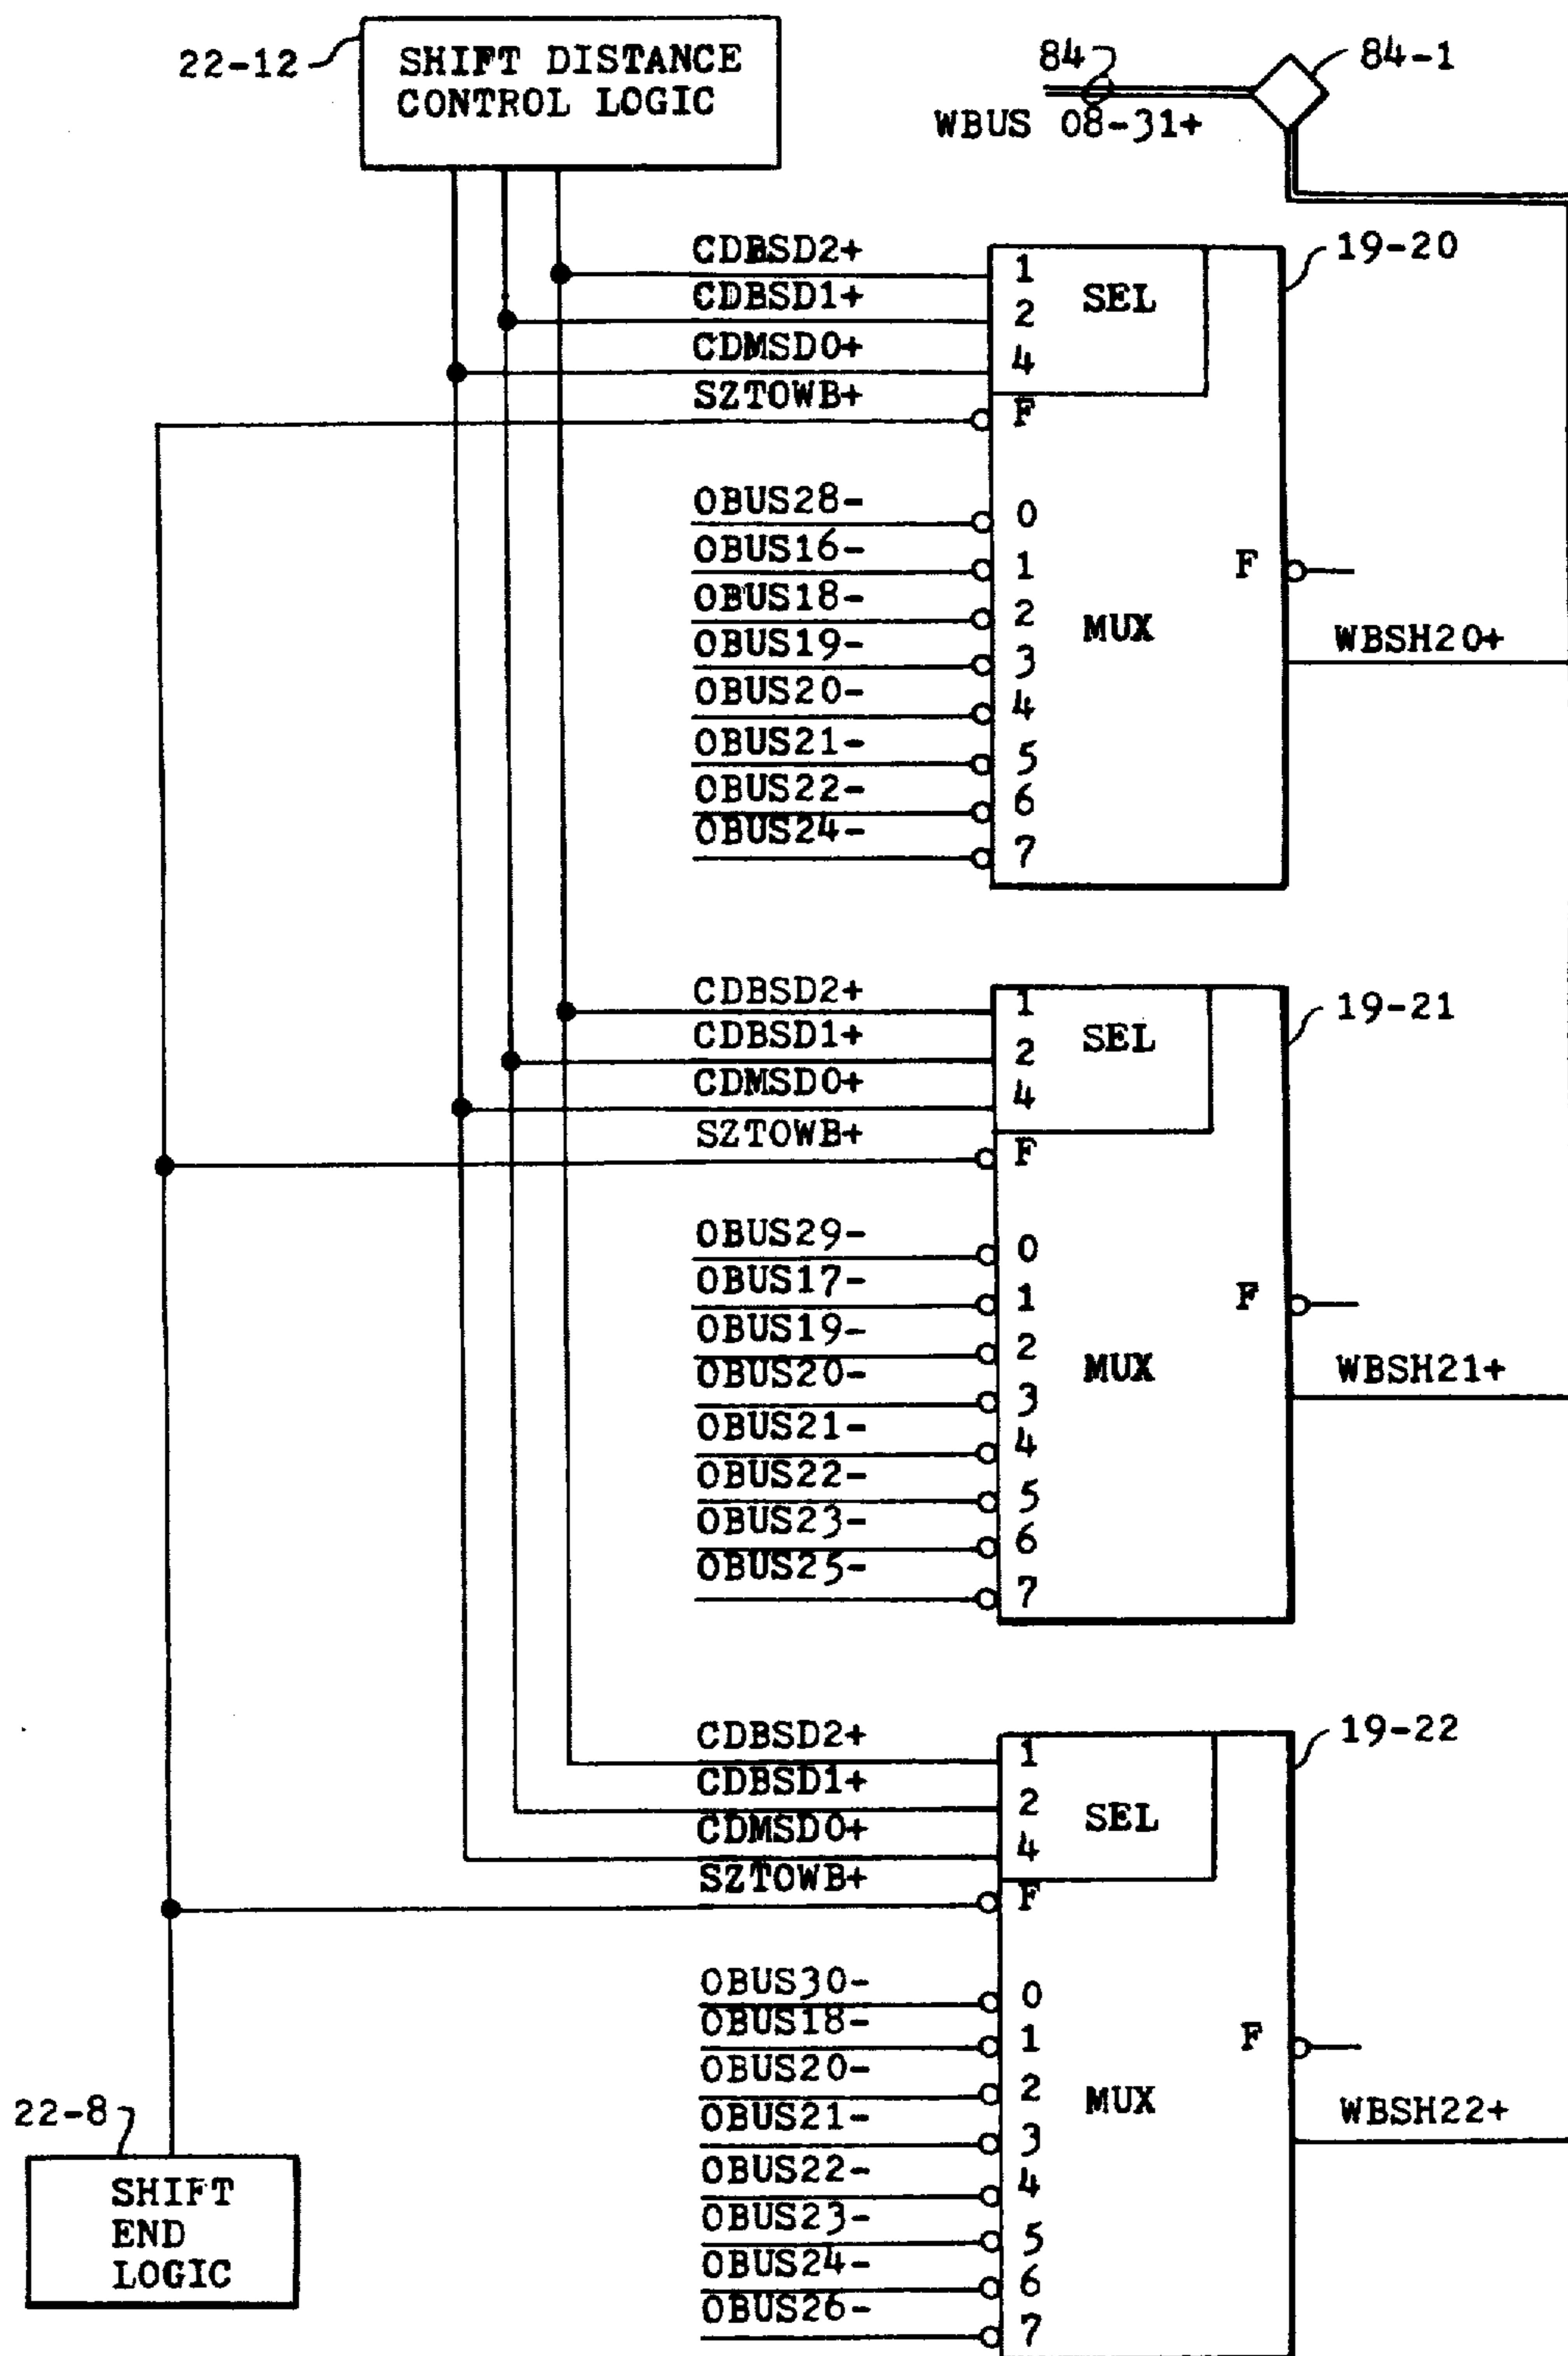 22-12
SHIFT DISTANCE
CONTROL LOGIC
84
84-1
WBUS 08-31+
19-20
CDBSD2+
1
SEL
CDBSD1+
2
CDMSD0+
4
SZTOWB+
F
OBUS28-
0
OBUS16-
1
F
OBUS18-
2
MUX
WBSH20+
OBUS19-
3
OBUS20-
4
OBUS21-
5
OBUS22-
6
OBUS24-
7
19-21
CDBSD2+
1
SEL
CDBSD1+
2
CDMSD0+
4
SZTOWB+
F
OBUS29-
0
OBUS17-
1
F
OBUS19-
2
MUX
WBSH21+
OBUS20-
3
OBUS21-
4
OBUS22-
5
OBUS23-
6
OBUS25-
7
19-22
CDBSD2+
1
CDBSD1+
2
SEL
CDMSD0+
4
SZTOWB+
F
OBUS30-
0
OBUS18-
1
F
OBUS20-
2
MUX
WBSH22+
OBUS21-
3
OBUS22-
4
OBUS23-
5
OBUS24-
6
OBUS26-
7
22-8
SHIFT
END
LOGIC